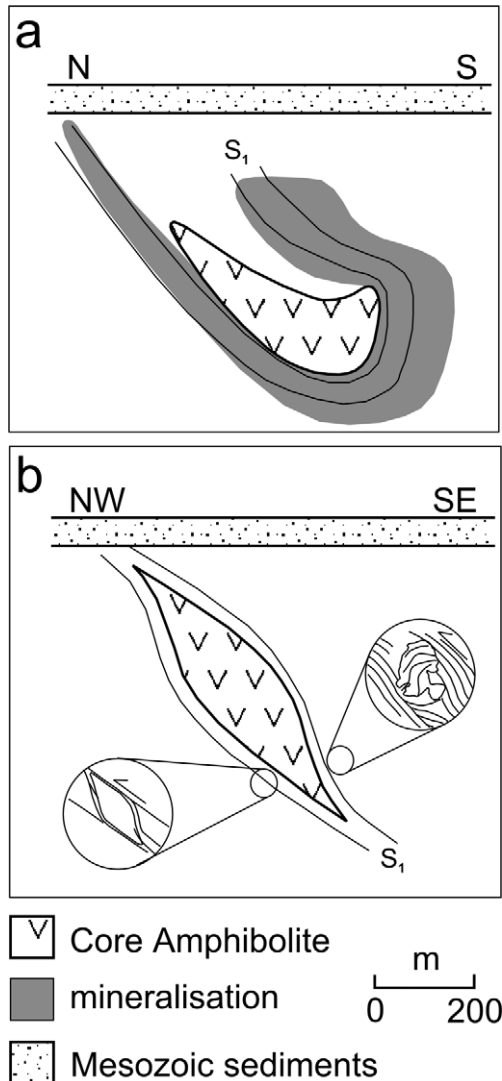 a
N S
S₁
b
NW SE
S₁
Core Amphibolite
mineralisation
m
0 200
Mesozoic sediments